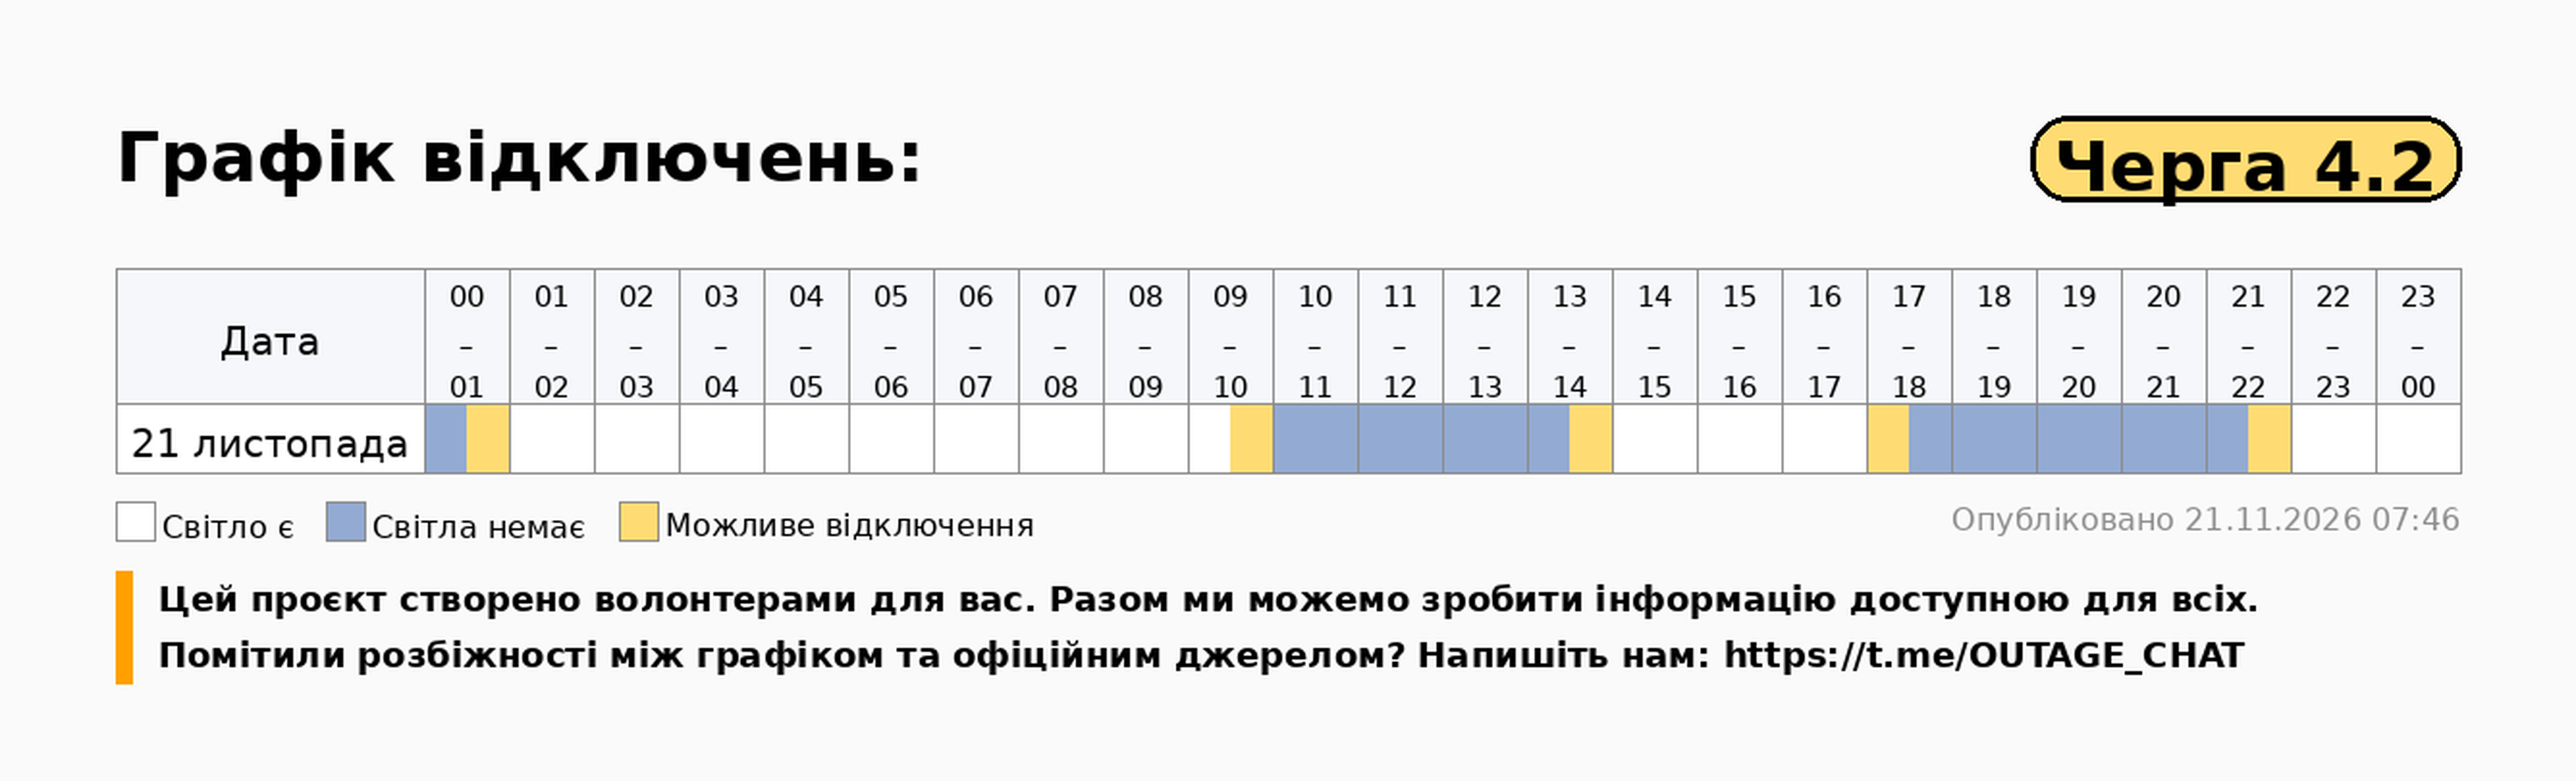 Графік відключень:
Черга 4.2
Дата 00 – 01 01 – 02 02 – 03 03 – 04 04 – 05 05 – 06 06 – 07 07 – 08 08 – 09 09 – 10 10 – 11 11 – 12 12 – 13 13 – 14 14 – 15 15 – 16 16 – 17 17 – 18 18 – 19 19 – 20 20 – 21 21 – 22 22 – 23 23 – 00
21 листопада
Світло є Світла немає Можливе відключення
Опубліковано 21.11.2026 07:46
Цей проєкт створено волонтерами для вас. Разом ми можемо зробити інформацію доступною для всіх.
Помітили розбіжності між графіком та офіційним джерелом? Напишіть нам: https://t.me/OUTAGE_CHAT